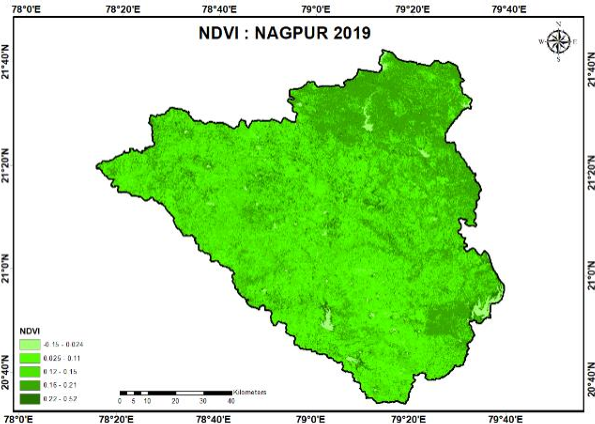 78°0'E 78°20'E 78°40'E 79°0'E 79°20'E 79°40'E
NDVI : NAGPUR 2019
N
W E
S
21°40'N 21°40'N
21°20'N 21°20'N
21°0'N 21°0'N
20°40'N 20°40'N
NDVI
-0.15 - 0.024
0.025 - 0.11
0.12 - 0.15
0.16 - 0.21
0.22 - 0.52
Kilometers
0 5 10 20 30 40
78°0'E 78°20'E 78°40'E 79°0'E 79°20'E 79°40'E